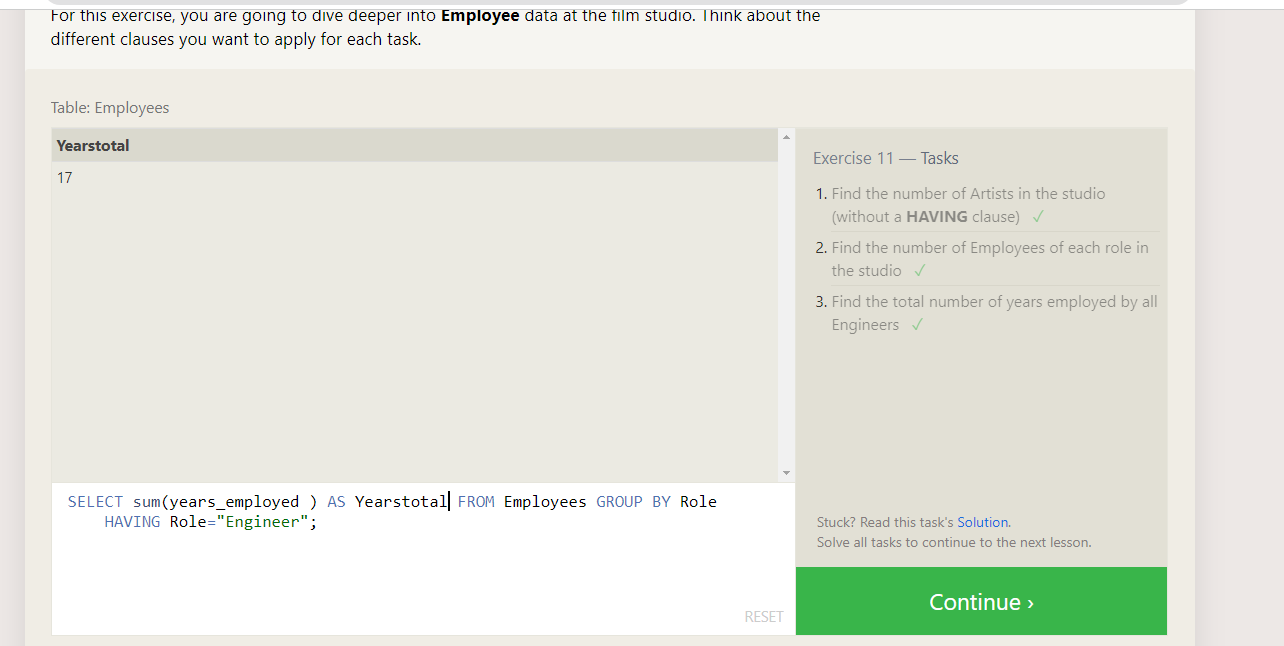 For this exercise, you are going to dive deeper into Employee data at the film studio. Think about the
different clauses you want to apply for each task.
Table: Employees
Yearstotal
17
SELECT sum(years_employed ) AS Yearstotal FROM Employees GROUP BY Role
HAVING Role="Engineer";
RESET
Exercise 11 — Tasks
1. Find the number of Artists in the studio
(without a HAVING clause) ✓
2. Find the number of Employees of each role in
the studio ✓
3. Find the total number of years employed by all
Engineers ✓
Stuck? Read this task's Solution.
Solve all tasks to continue to the next lesson.
Continue ›